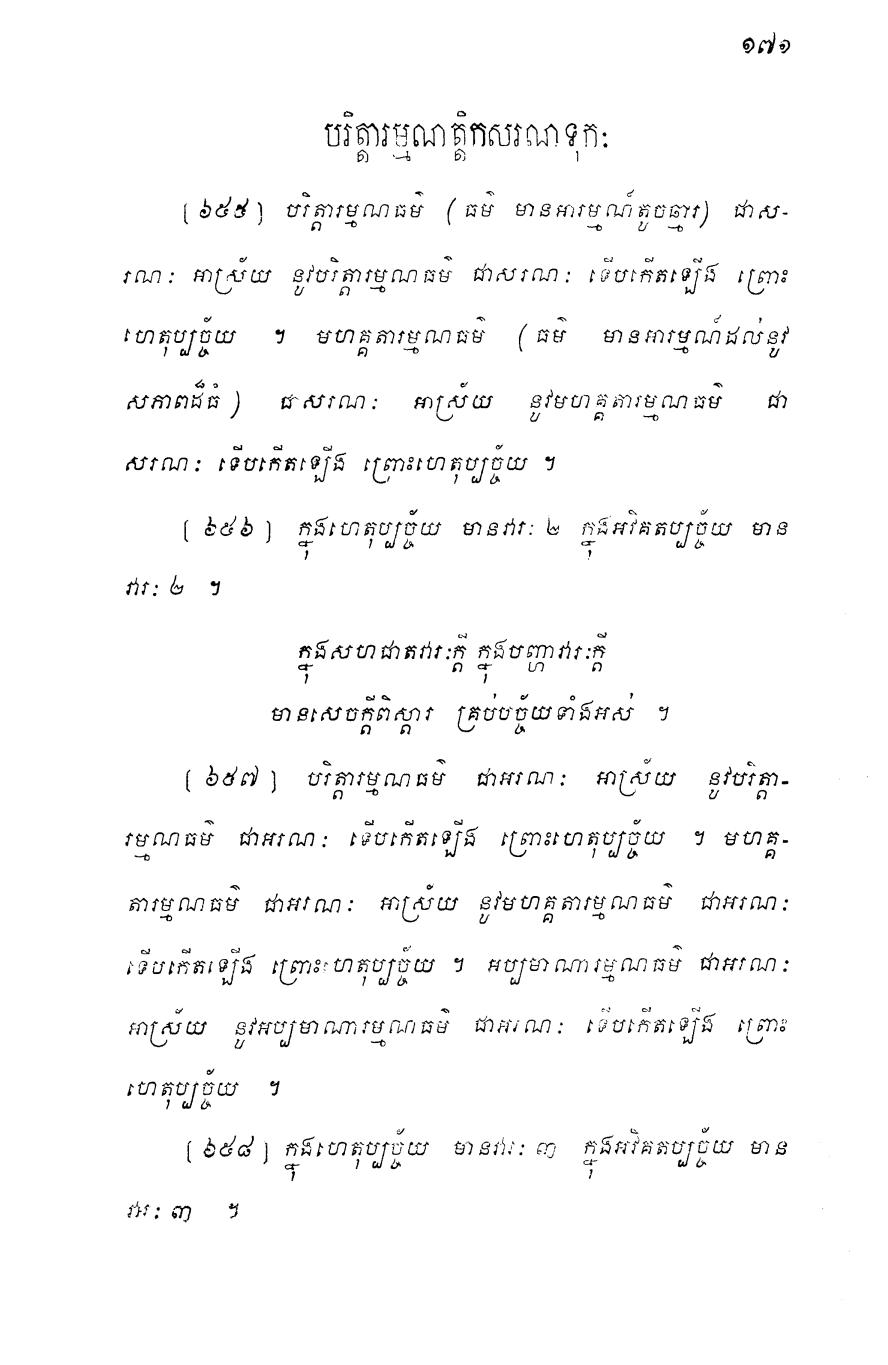 ១៧១
បរិត្តារម្មណត្តិកសរណទុកៈ
[៦៥៥] បរិត្តារម្មណធម៌ (ធម៌ មានអារម្មណ៍តូចឆ្មារ) ជាស-
រណៈ អាស្រ័យ នូវបរិត្តារម្មណធម៌ ជាសរណៈ ទើបកើតឡើង ព្រោះ
ហេតុប្បច្ច័យ ។ មហគ្គតារម្មណធម៌ (ធម៌ មានអារម្មណ៍ដល់នូវ
សភាពដ៏ធំ) ជាសរណៈ អាស្រ័យ នូវមហគ្គតារម្មណធម៌ ជា
សរណៈ ទើបកើតឡើង ព្រោះហេតុប្បច្ច័យ ។
[៦៥៦] ក្នុងហេតុប្បច្ច័យ មានវារៈ ២ ក្នុងអវិគតប្បច្ច័យ មាន
វារៈ ២ ។
ក្នុងសហជាតវារៈក្តី ក្នុងបញ្ហាវារៈក្តី
មានសេចក្តីពិស្តារ គ្រប់បច្ច័យទាំងអស់ ។
[៦៥៧] បរិត្តារម្មណធម៌ ជាអរណៈ អាស្រ័យ នូវបរិត្តា-
រម្មណធម៌ ជាអរណៈ ទើបកើតឡើង ព្រោះហេតុប្បច្ច័យ ។ មហគ្គ-
តារម្មណធម៌ ជាអរណៈ អាស្រ័យ នូវមហគ្គតារម្មណធម៌ ជាអរណៈ
ទើបកើតឡើង ព្រោះហេតុប្បច្ច័យ ។ អប្បមាណារម្មណធម៌ ជាអរណៈ
អាស្រ័យ នូវអប្បមាណារម្មណធម៌ ជាអរណៈ ទើបកើតឡើង ព្រោះ
ហេតុប្បច្ច័យ ។
[៦៥៨] ក្នុងហេតុប្បច្ច័យ មានវារៈ ៣ ក្នុងអវិគតប្បច្ច័យ មាន
វារៈ ៣ ។